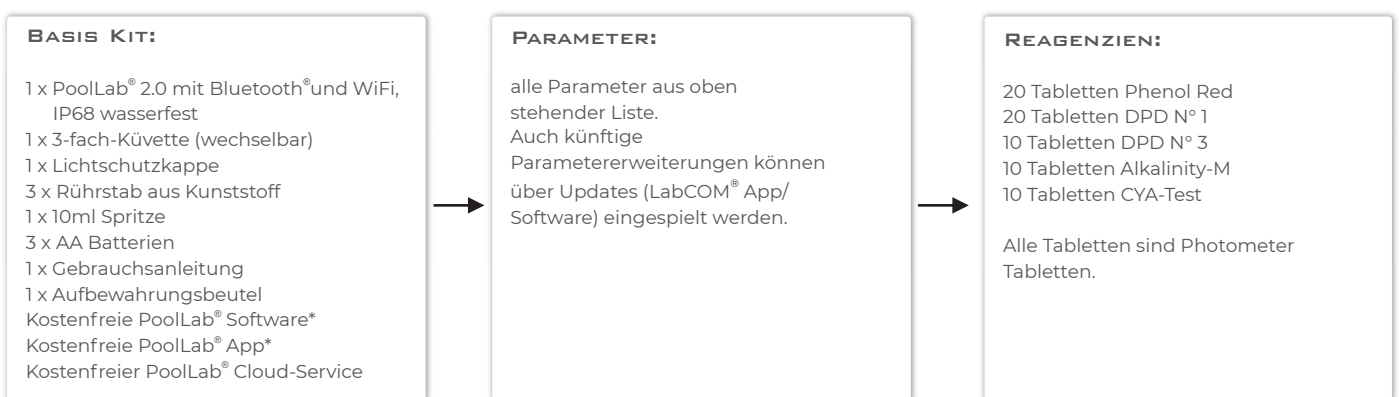 BASIS KIT:
1 x PoolLab® 2.0 mit Bluetooth®und WiFi,
IP68 wasserfest
1 x 3-fach-Küvette (wechselbar)
1 x Lichtschutzkappe
3 x Rührstab aus Kunststoff
1 x 10ml Spritze
3 x AA Batterien
1 x Gebrauchsanleitung
1 x Aufbewahrungsbeutel
Kostenfreie PoolLab® Software*
Kostenfreie PoolLab® App*
Kostenfreier PoolLab® Cloud-Service
PARAMETER:
alle Parameter aus oben
stehender Liste.
Auch künftige
Parametererweiterungen können
über Updates (LabCOM® App/
Software) eingespielt werden.
REAGENZIEN:
20 Tabletten Phenol Red
20 Tabletten DPD N° 1
10 Tabletten DPD N° 3
10 Tabletten Alkalinity-M
10 Tabletten CYA-Test
Alle Tabletten sind Photometer
Tabletten.